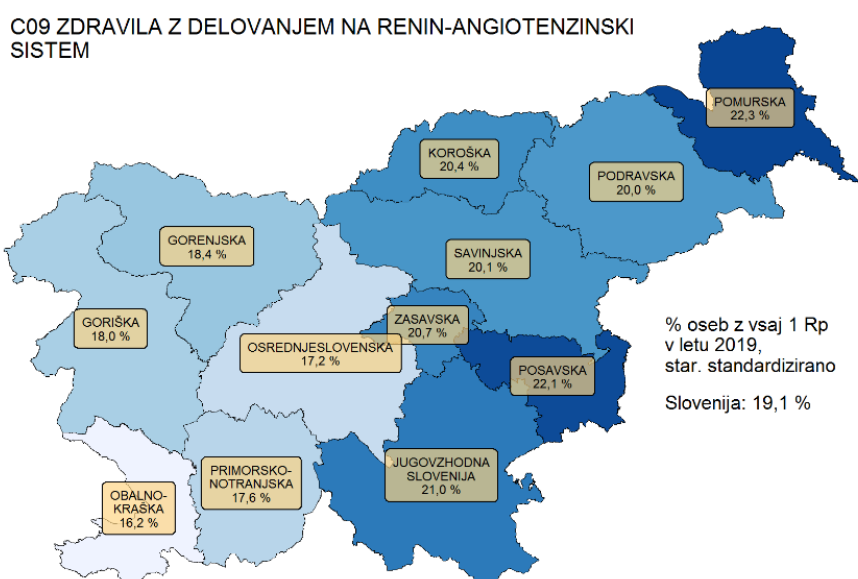 C09 ZDRAVILA Z DELOVANJEM NA RENIN-ANGIOTENZINSKI
SISTEM
POMURSKA
22,3 %
KOROŠKA
20,4 %
PODRAVSKA
20,0 %
GORENJSKA
18,4 %
SAVINJSKA
20,1 %
GORIŠKA
18,0 %
ZASAVSKA
20,7 %
OSREDNJESLOVENSKA
17,2 %
POSAVSKA
22,1 %
% oseb z vsaj 1 Rp
v letu 2019,
star. standardizirano
Slovenija: 19,1 %
JUGOVZHODNA
SLOVENIJA
21,0 %
PRIMORSKO-
NOTRANJSKA
17,6 %
OBALNO-
KRAŠKA
16,2 %